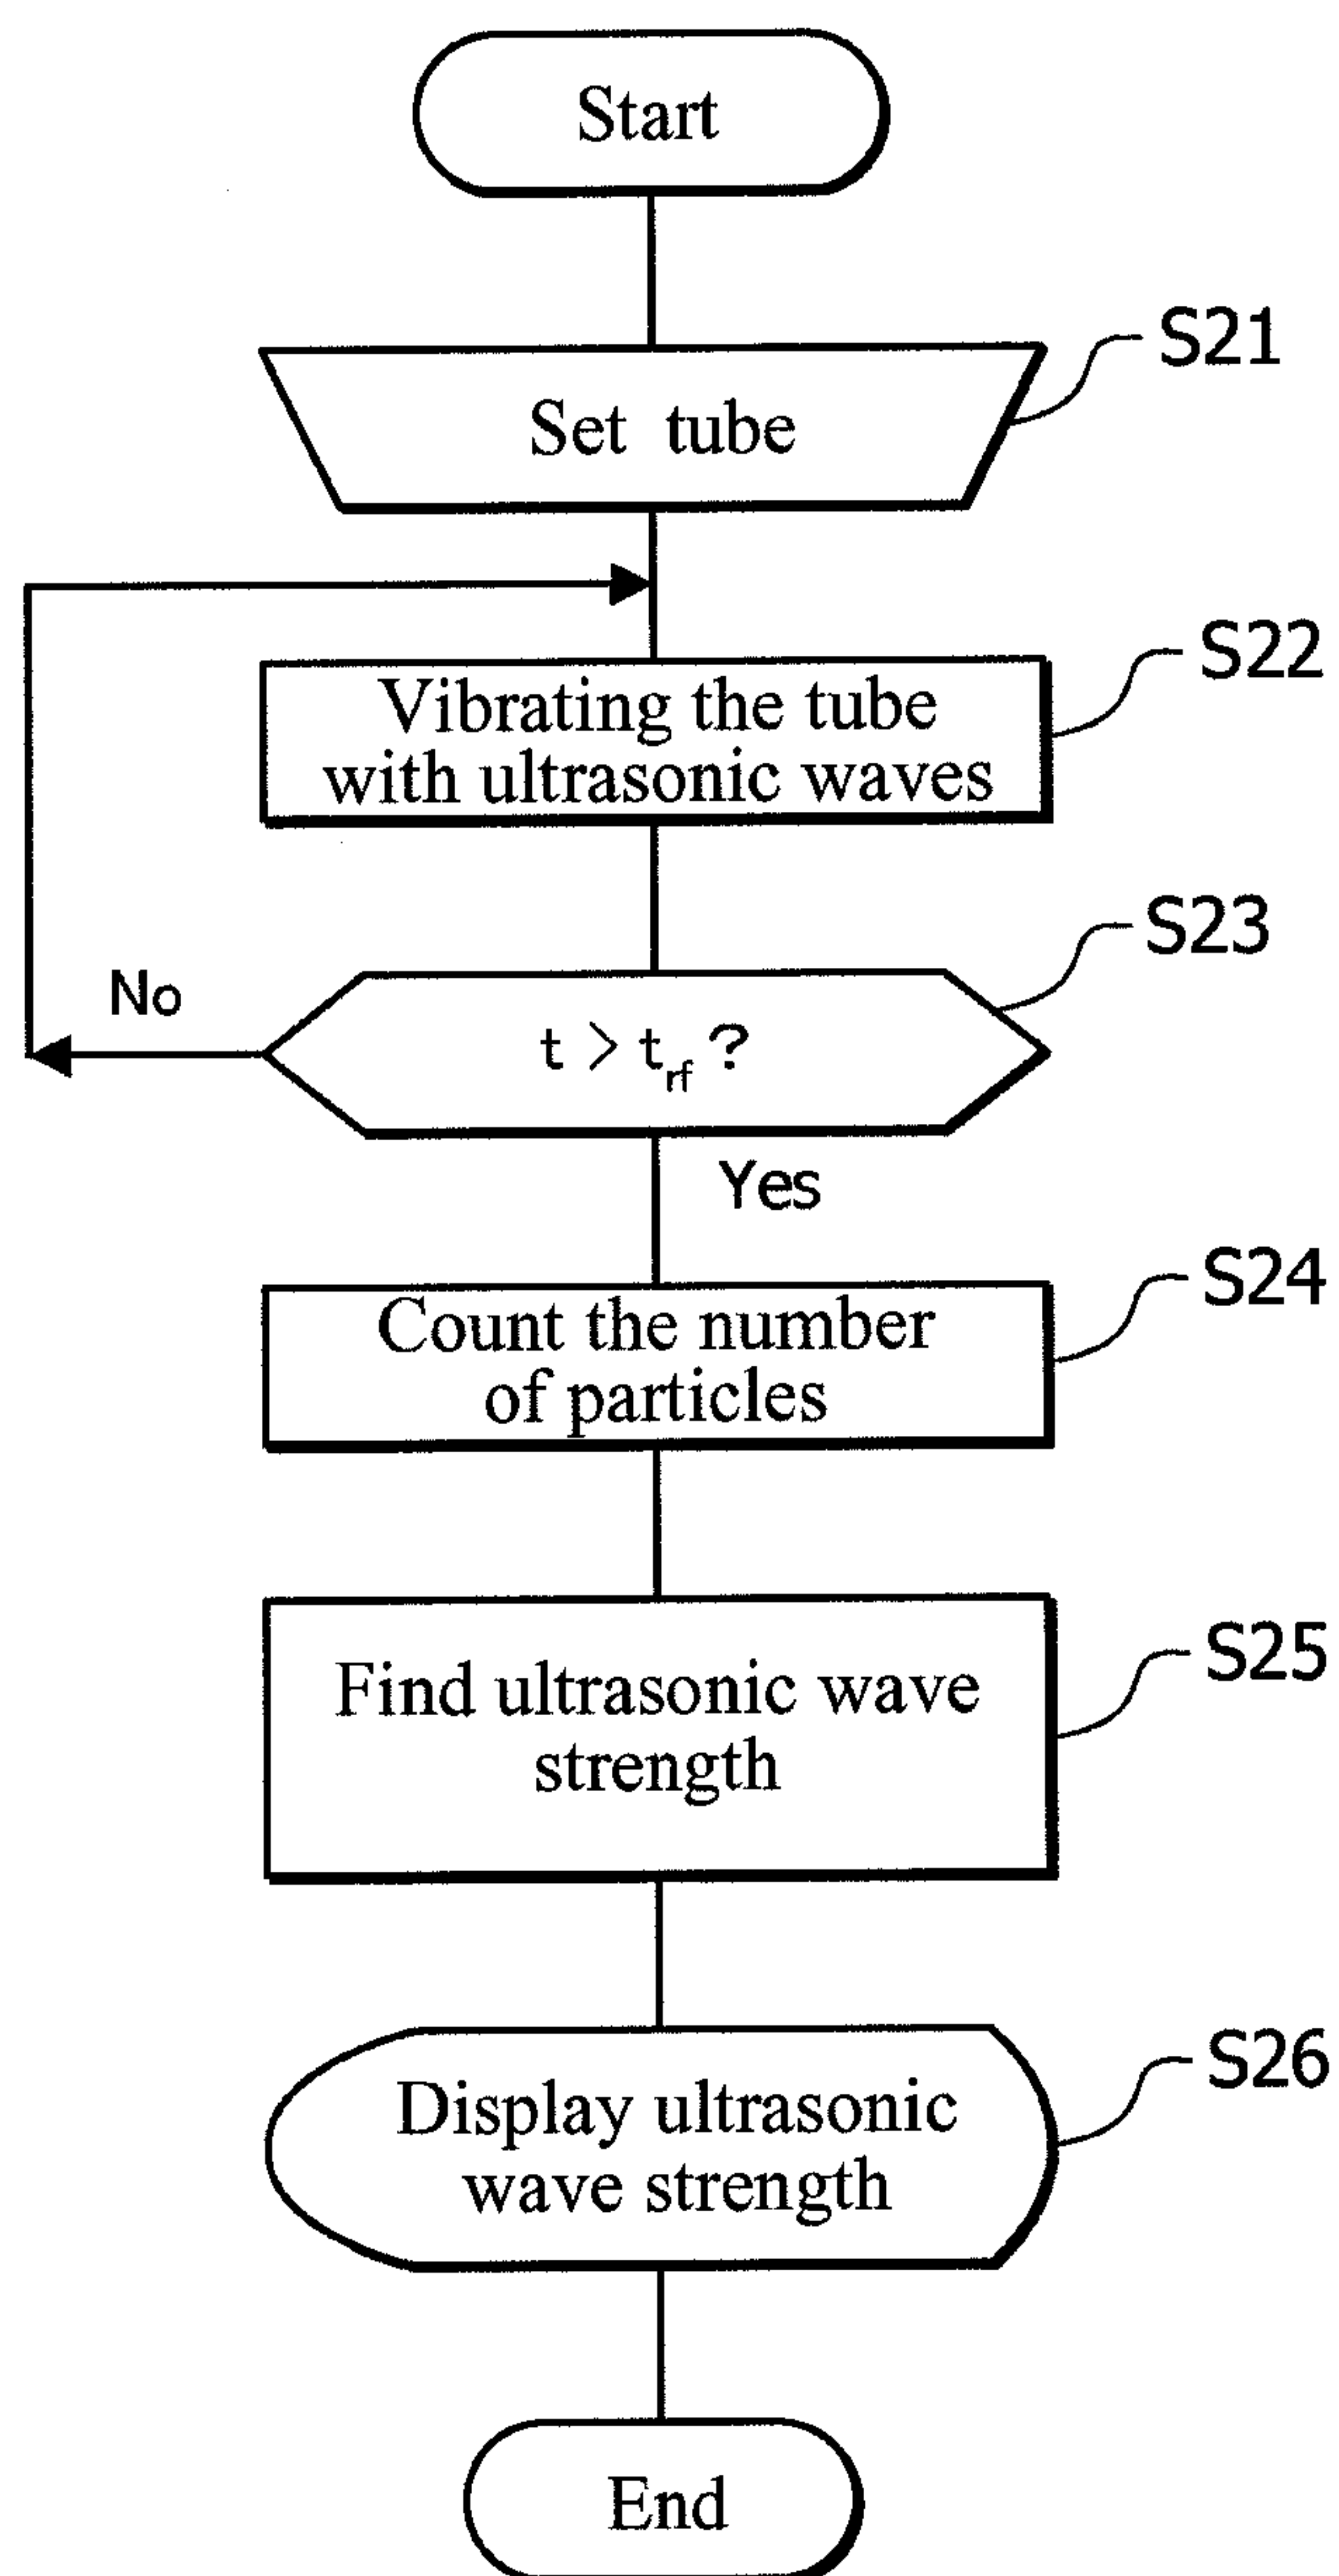 Start
S21
Set tube
S22
Vibrating the tube
with ultrasonic waves
S23
No
t > trf ?
Yes
S24
Count the number
of particles
S25
Find ultrasonic wave
strength
S26
Display ultrasonic
wave strength
End